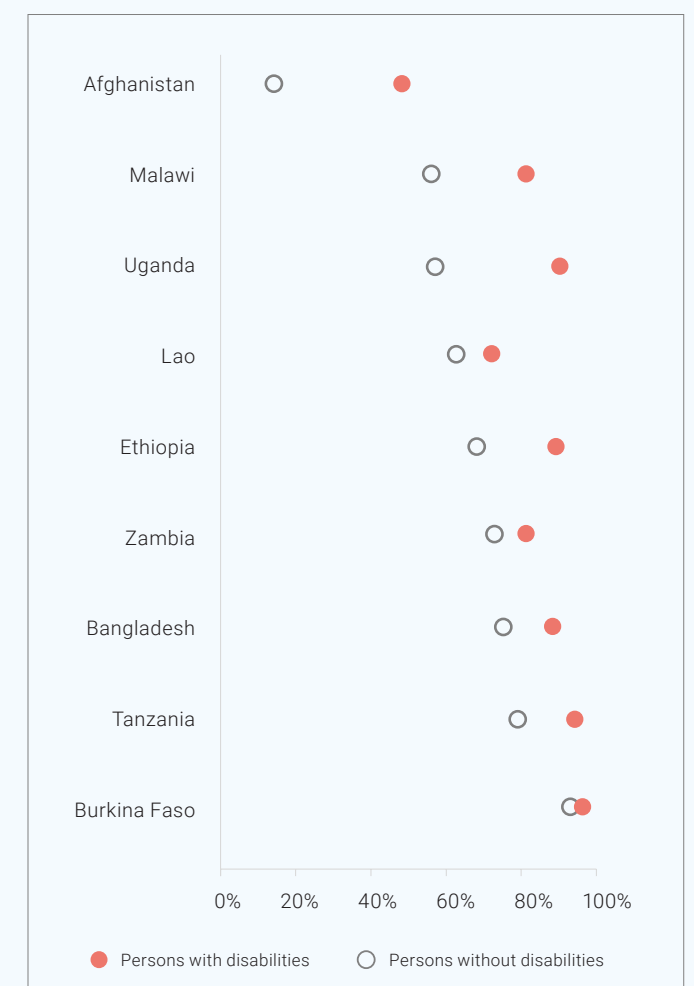 Afghanistan
Malawi
Uganda
Lao
Ethiopia
Zambia
Bangladesh
Tanzania
Burkina Faso
0% 20% 40% 60% 80% 100%
Persons with disabilities Persons without disabilities